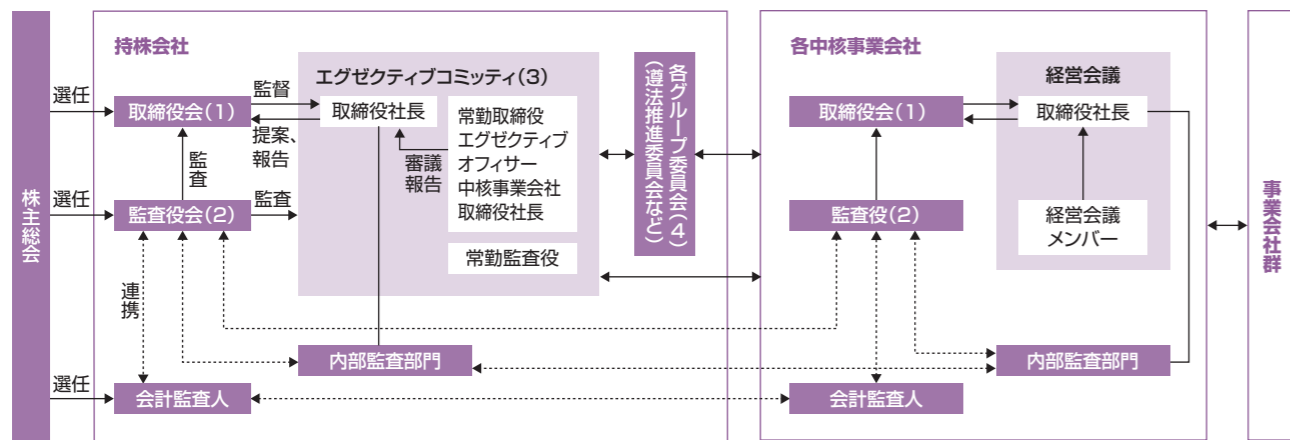 株主総会
選任
選任
選任
持株会社
取締役会(1)
監督
提案、
報告
監査
監査役会(2)
監査
連携
会計監査人
エグゼクティブコミッティ(3)
取締役社長
審議
報告
常勤取締役
エグゼクティブ
オフィサー
中核事業会社
取締役社長
常勤監査役
内部監査部門
各グループ委員会(4)
(遵法推進委員会など)
各中核事業会社
取締役会(1)
監査役(2)
会計監査人
経営会議
取締役社長
経営会議
メンバー
内部監査部門
事業会社群